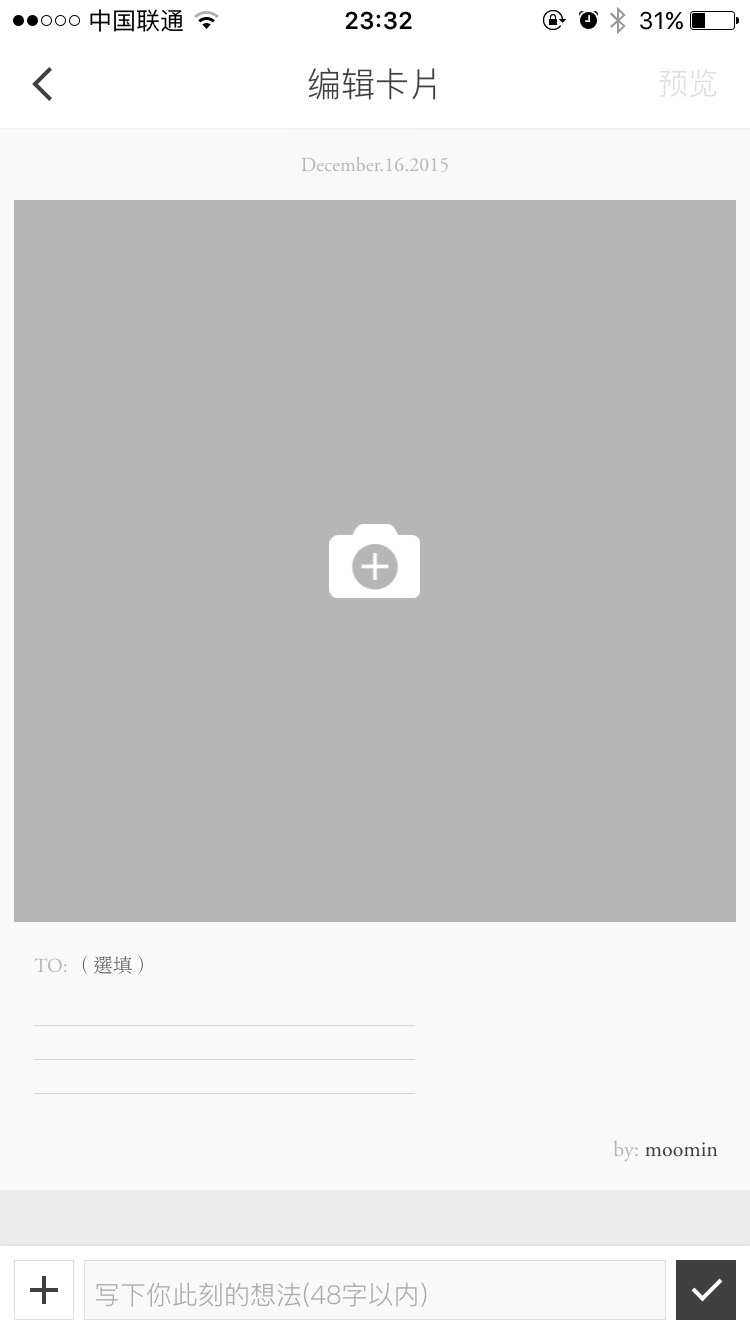 中国联通 23:32 31%
编辑卡片 预览
December.16.2015
TO:（選填）
by: moomin
写下你此刻的想法(48字以内)